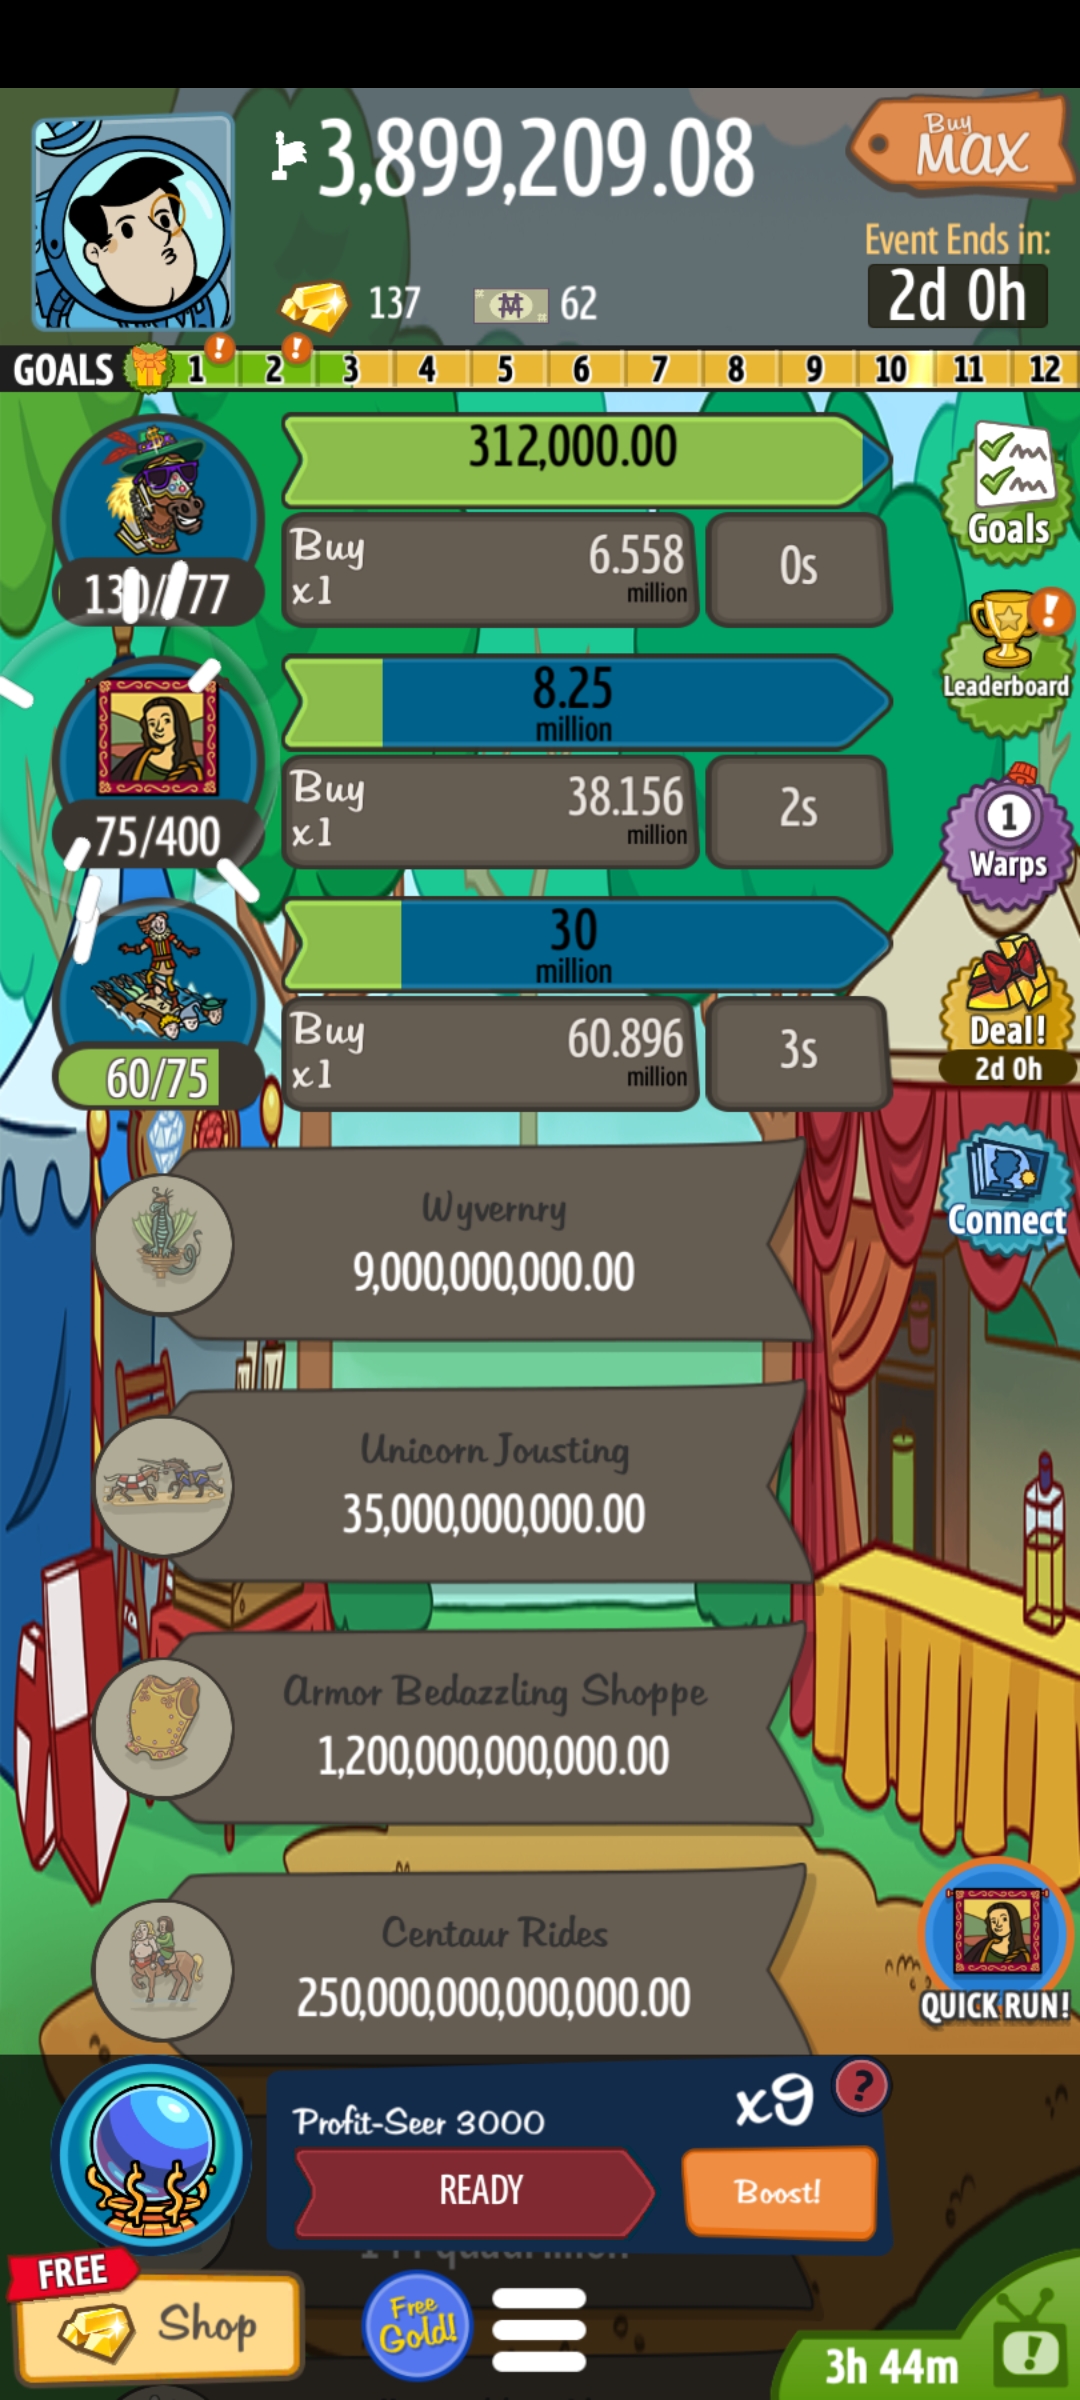 3,899,209.08
Buy
MAX
Event Ends in:
2d 0h
137
62
GOALS 1 ! 2 ! 3 4 5 6 7 8 9 10 11 12
312,000.00
Buy
x1
6.558
million
0s
Goals
8.25
million
!
Leaderboard
75/400
Buy
x1
38.156
million
2s
1
Warps
30
million
60/75
Buy
x1
60.896
million
3s
Deal!
2d 0h
Connect
Wyvernry
9,000,000,000.00
Unicorn Jousting
35,000,000,000.00
Armor Bedazzling Shoppe
1,200,000,000,000.00
Centaur Rides
250,000,000,000,000.00
QUICK RUN!
Profit-Seer 3000
x9
?
READY
Boost!
FREE
Shop
Free
Gold!
3h 44m
!